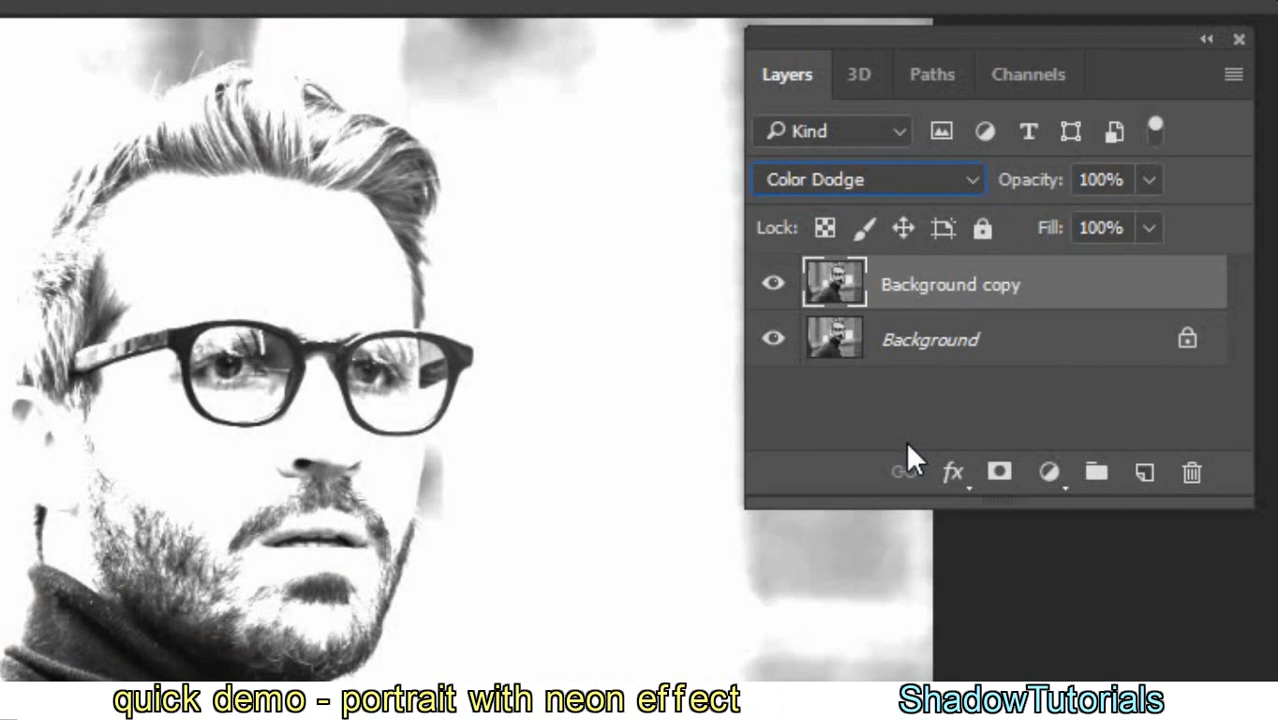 Layers 3D Paths Channels
Kind T
Color Dodge Opacity: 100%
Lock: Fill: 100%
Background copy
Background
fx
quick demo - portrait with neon effect ShadowTutorials